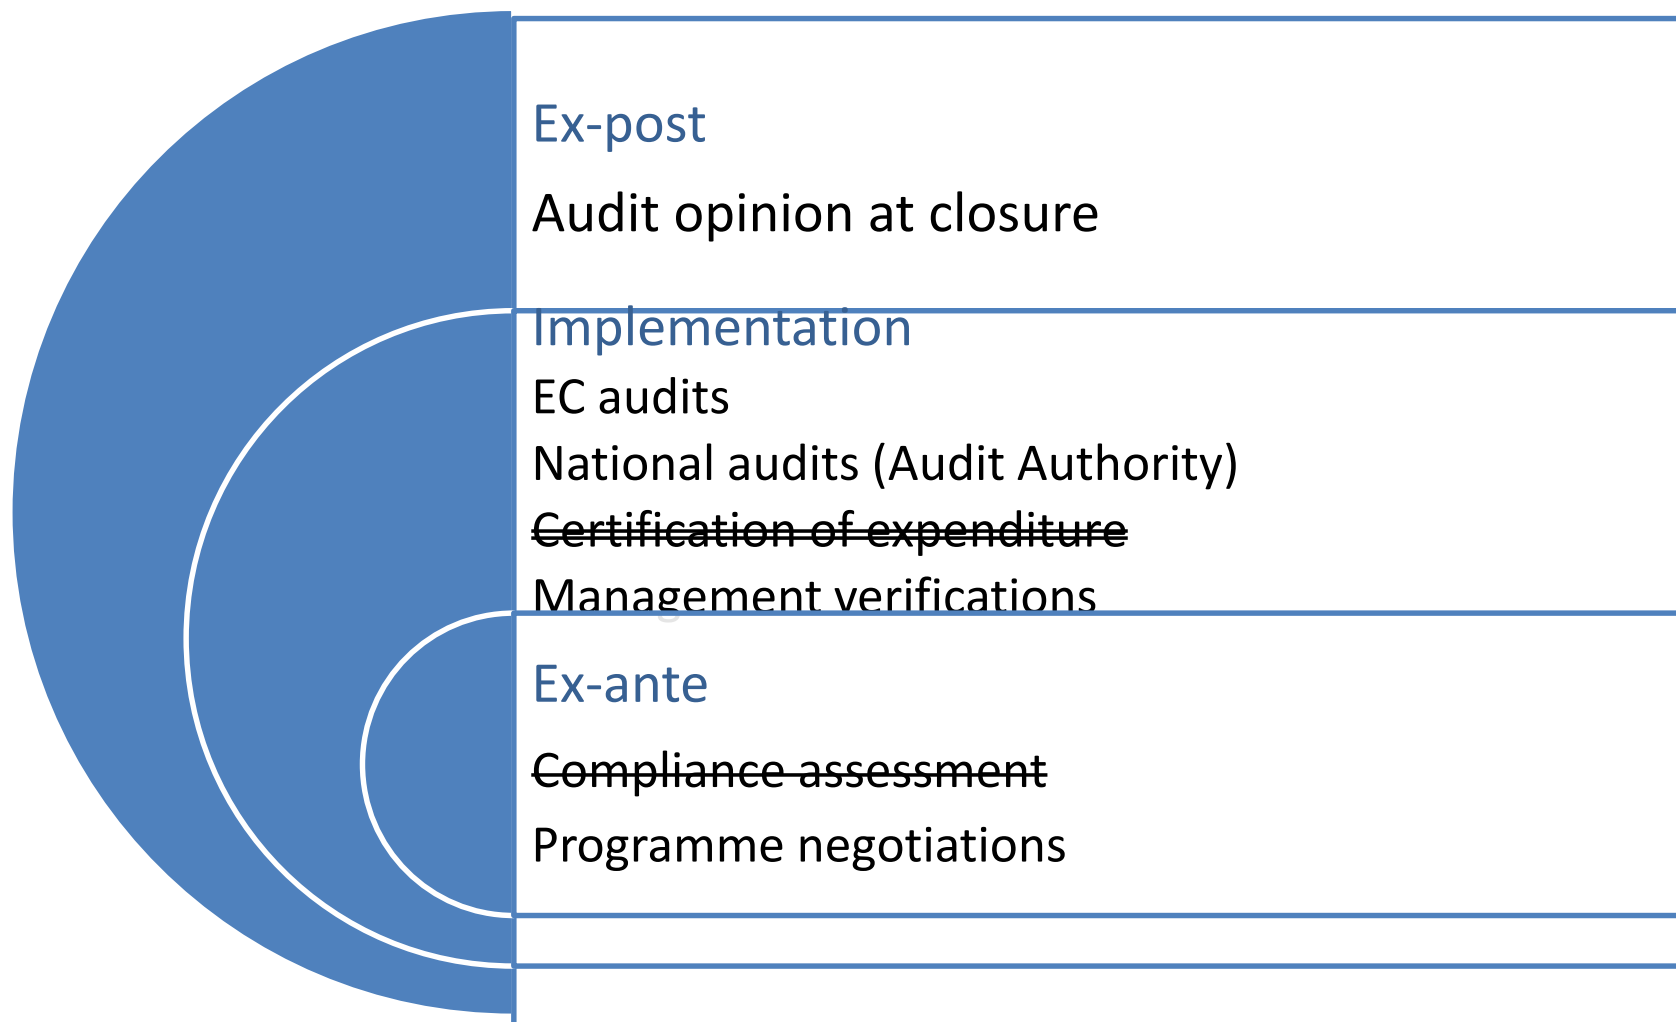 Ex-post
Audit opinion at closure
Implementation
EC audits
National audits (Audit Authority)
Certification of expenditure
Management verifications
Ex-ante
Compliance assessment
Programme negotiations